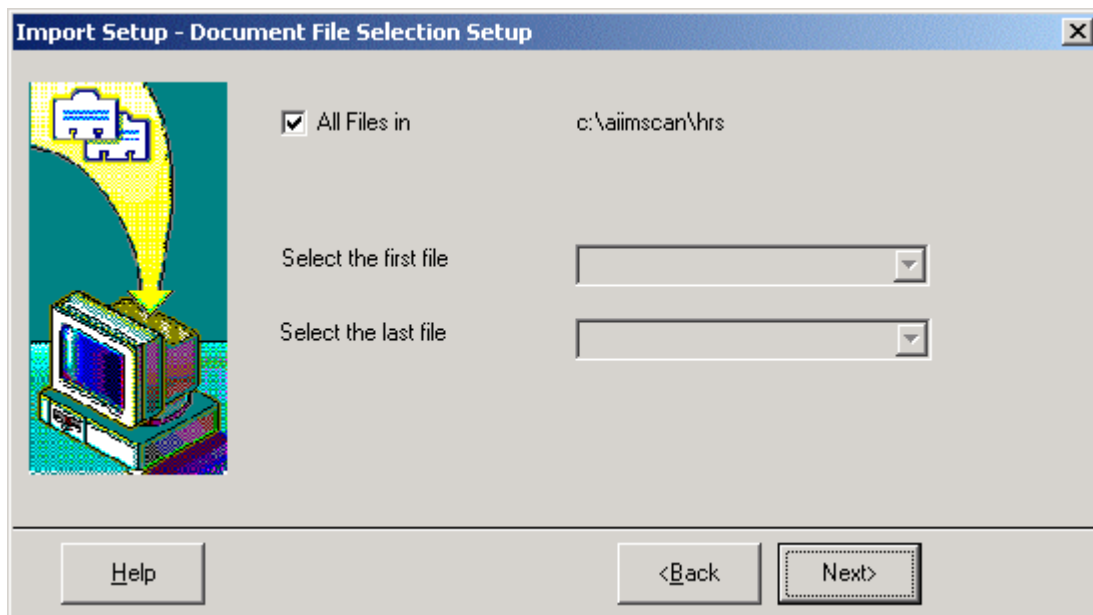 Import Setup - Document File Selection Setup
All Files in c:\aiimscan\hrs
Select the first file
Select the last file
Help <Back Next>